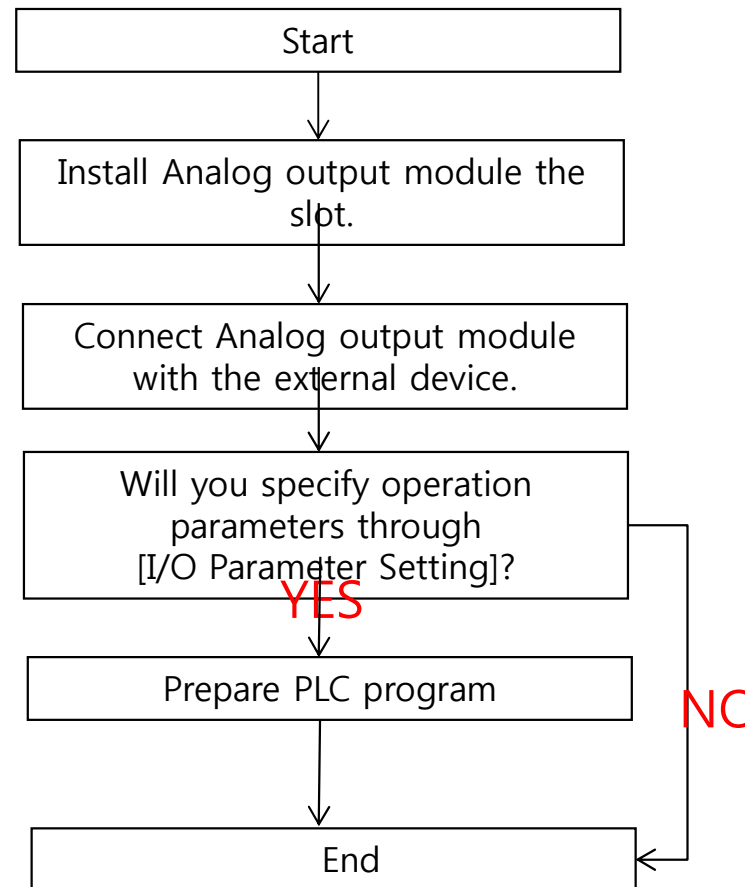 Start
Install Analog output module the
slot.
Connect Analog output module
with the external device.
Will you specify operation
parameters through
[I/O Parameter Setting]?
YES
Prepare PLC program
NO
End